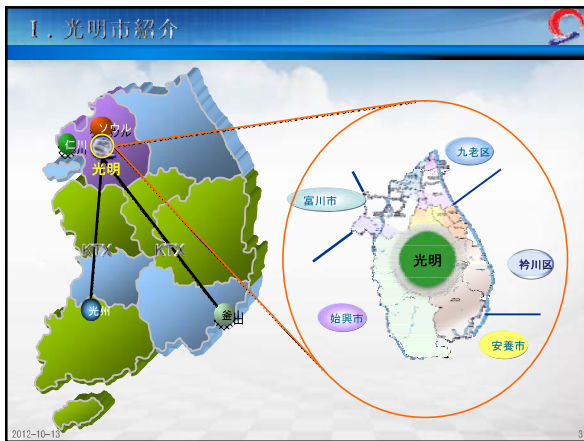 Ⅰ. 光明市紹介
ソウル
仁川
光明
KTX
KTX
光州
釜山
九老区
富川市
光明
衿川区
始興市
安養市
2012-10-13
3